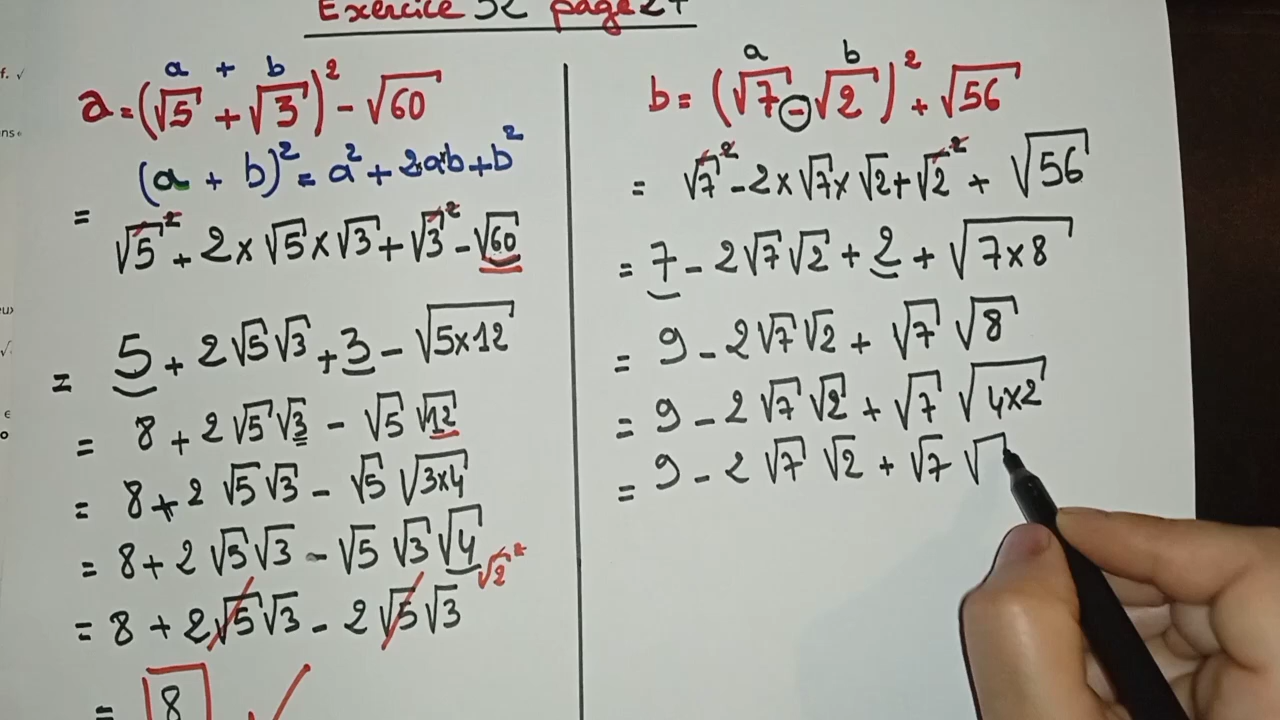 Exercice 32 page 27
a + b
a = (√5 + √3)² - √60
(a + b)² = a² + 2ab + b²
=
√5² + 2 × √5 × √3 + √3² - √60
= 5 + 2√5√3 + 3 - √5×12
= 8 + 2√5√3 - √5 √12
= 8 + 2√5√3 - √5 √3×4
= 8 + 2√5√3 - √5 √3 √4
√2²
= 8 + 2√5√3 - 2√5√3
= 8
a b
b = (√7 - √2)² + √56
= √7² - 2×√7×√2 + √2² + √56
= 7 - 2√7√2 + 2 + √7×8
= 9 - 2√7√2 + √7 √8
= 9 - 2√7√2 + √7 √4×2
= 9 - 2√7 √2 + √7 √
f. √